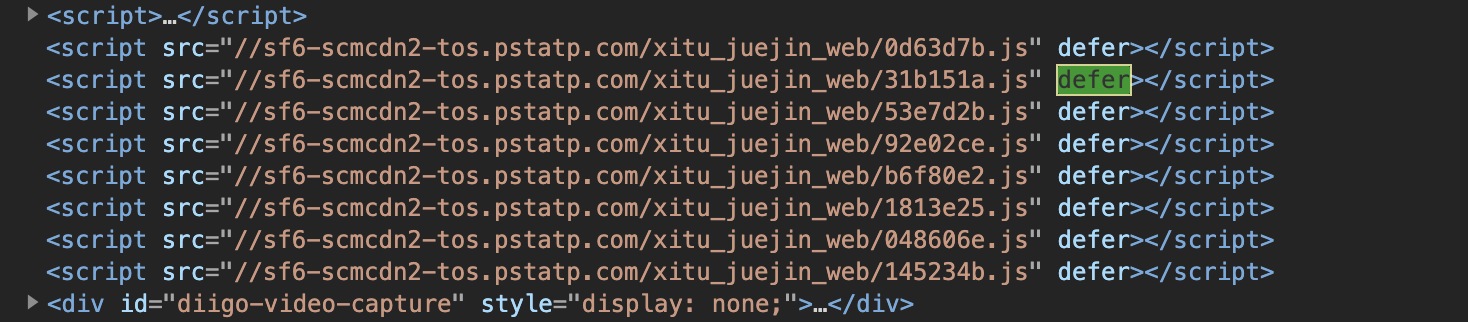 <script>…</script>
<script src="//sf6-scmcdn2-tos.pstatp.com/xitu_juejin_web/0d63d7b.js" defer></script>
<script src="//sf6-scmcdn2-tos.pstatp.com/xitu_juejin_web/31b151a.js" defer></script>
<script src="//sf6-scmcdn2-tos.pstatp.com/xitu_juejin_web/53e7d2b.js" defer></script>
<script src="//sf6-scmcdn2-tos.pstatp.com/xitu_juejin_web/92e02ce.js" defer></script>
<script src="//sf6-scmcdn2-tos.pstatp.com/xitu_juejin_web/b6f80e2.js" defer></script>
<script src="//sf6-scmcdn2-tos.pstatp.com/xitu_juejin_web/1813e25.js" defer></script>
<script src="//sf6-scmcdn2-tos.pstatp.com/xitu_juejin_web/048606e.js" defer></script>
<script src="//sf6-scmcdn2-tos.pstatp.com/xitu_juejin_web/145234b.js" defer></script>
<div id="diigo-video-capture" style="display: none;">…</div>